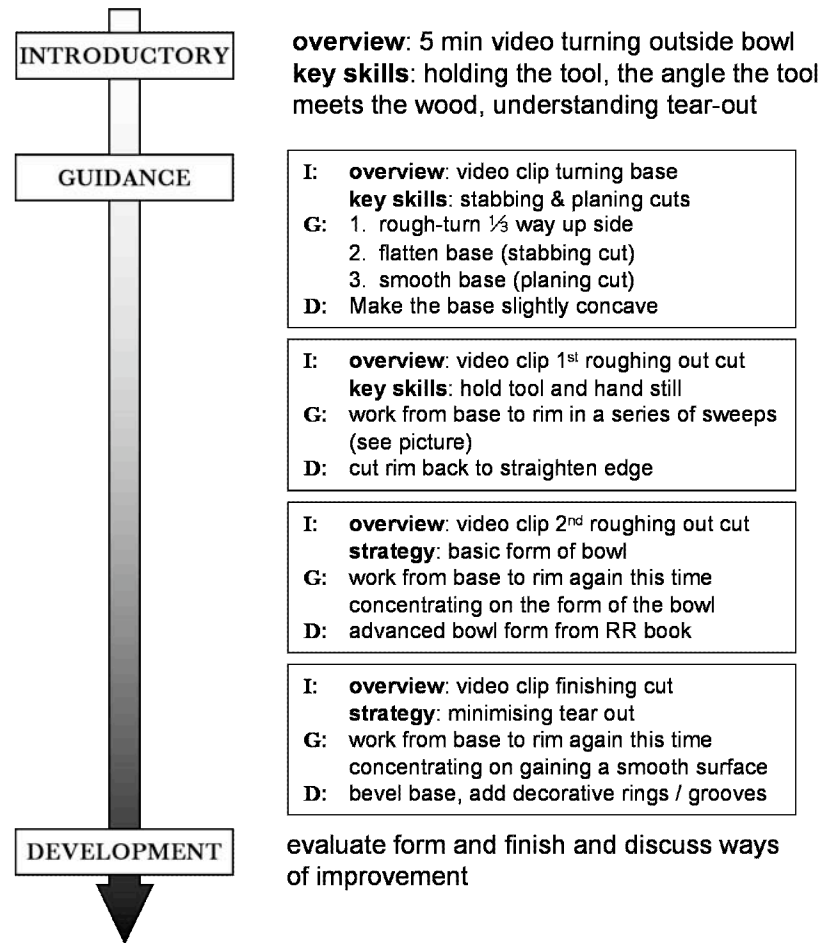 INTRODUCTORY
overview: 5 min video turning outside bowl
key skills: holding the tool, the angle the tool
meets the wood, understanding tear-out
GUIDANCE
I: overview: video clip turning base
key skills: stabbing & planing cuts
G: 1. rough-turn ⅓ way up side
2. flatten base (stabbing cut)
3. smooth base (planing cut)
D: Make the base slightly concave
I: overview: video clip 1st roughing out cut
key skills: hold tool and hand still
G: work from base to rim in a series of sweeps
(see picture)
D: cut rim back to straighten edge
I: overview: video clip 2nd roughing out cut
strategy: basic form of bowl
G: work from base to rim again this time
concentrating on the form of the bowl
D: advanced bowl form from RR book
I: overview: video clip finishing cut
strategy: minimising tear out
G: work from base to rim again this time
concentrating on gaining a smooth surface
D: bevel base, add decorative rings / grooves
DEVELOPMENT
evaluate form and finish and discuss ways
of improvement